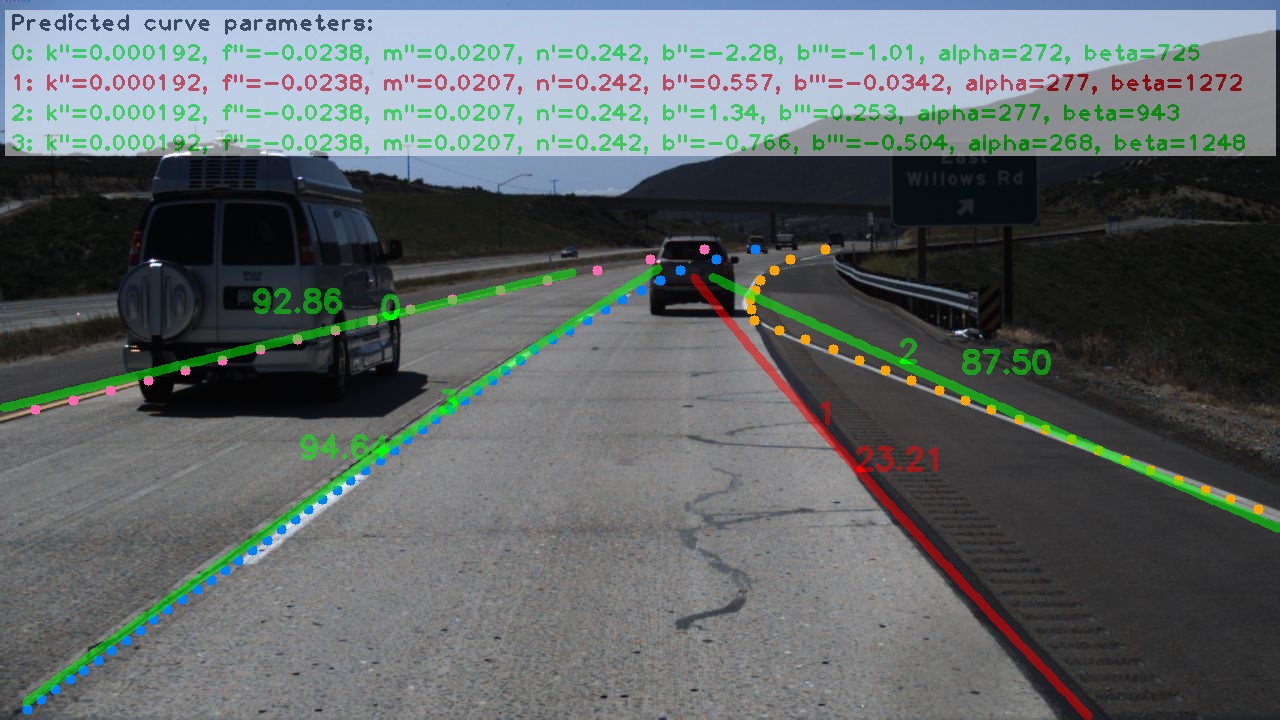 Predicted curve parameters:
0: k''=0.000192, f''=-0.0238, m''=0.0207, n'=0.242, b''=-2.28, b'''=-1.01, alpha=272, beta=725
1: k''=0.000192, f''=-0.0238, m''=0.0207, n'=0.242, b''=0.557, b'''=-0.0342, alpha=277, beta=1272
2: k''=0.000192, f''=-0.0238, m''=0.0207, n'=0.242, b''=1.34, b'''=0.253, alpha=277, beta=943
3: k''=0.000192, f''=-0.0238, m''=0.0207, n'=0.242, b''=-0.766, b'''=-0.504, alpha=268, beta=1248
East
Willows Rd
92.86 0
2 87.50
1
94.64
23.21